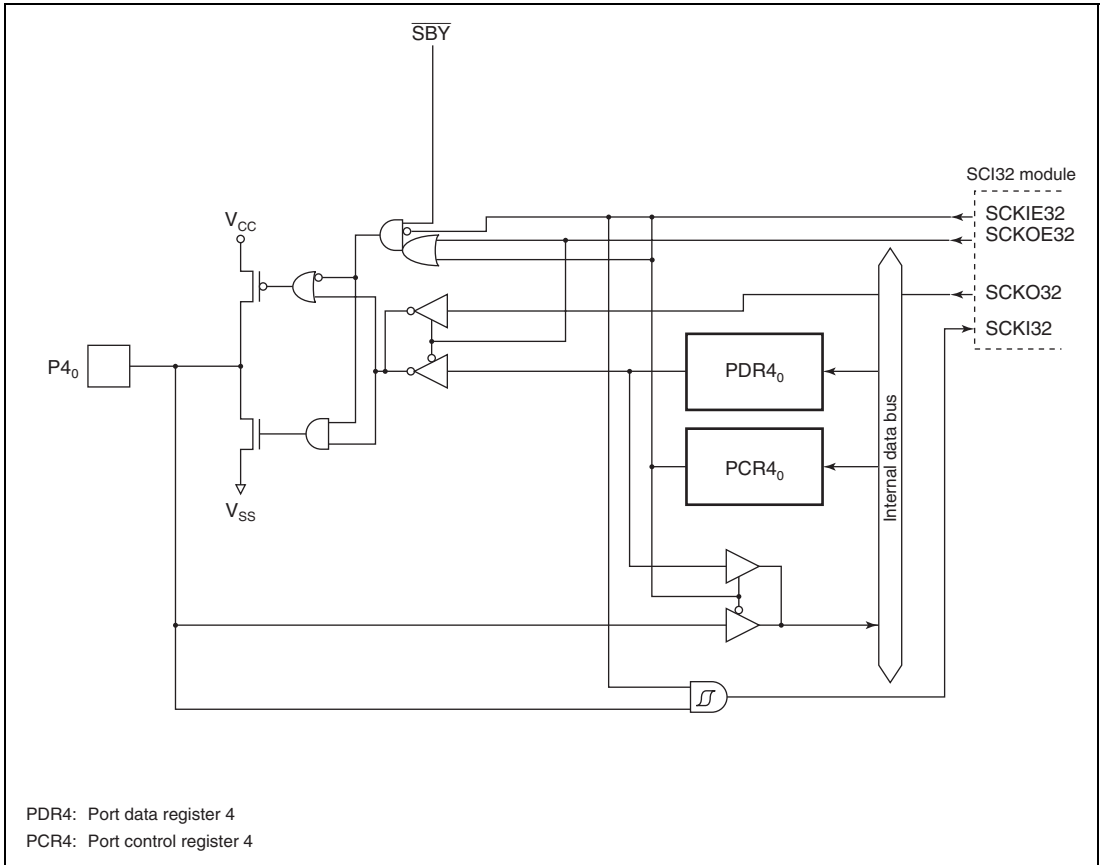 SBY
SCI32 module
SCKIE32
SCKOE32
SCKO32
SCKI32
VCC
P40
VSS
PDR40
PCR40
Internal data bus
PDR4: Port data register 4
PCR4: Port control register 4